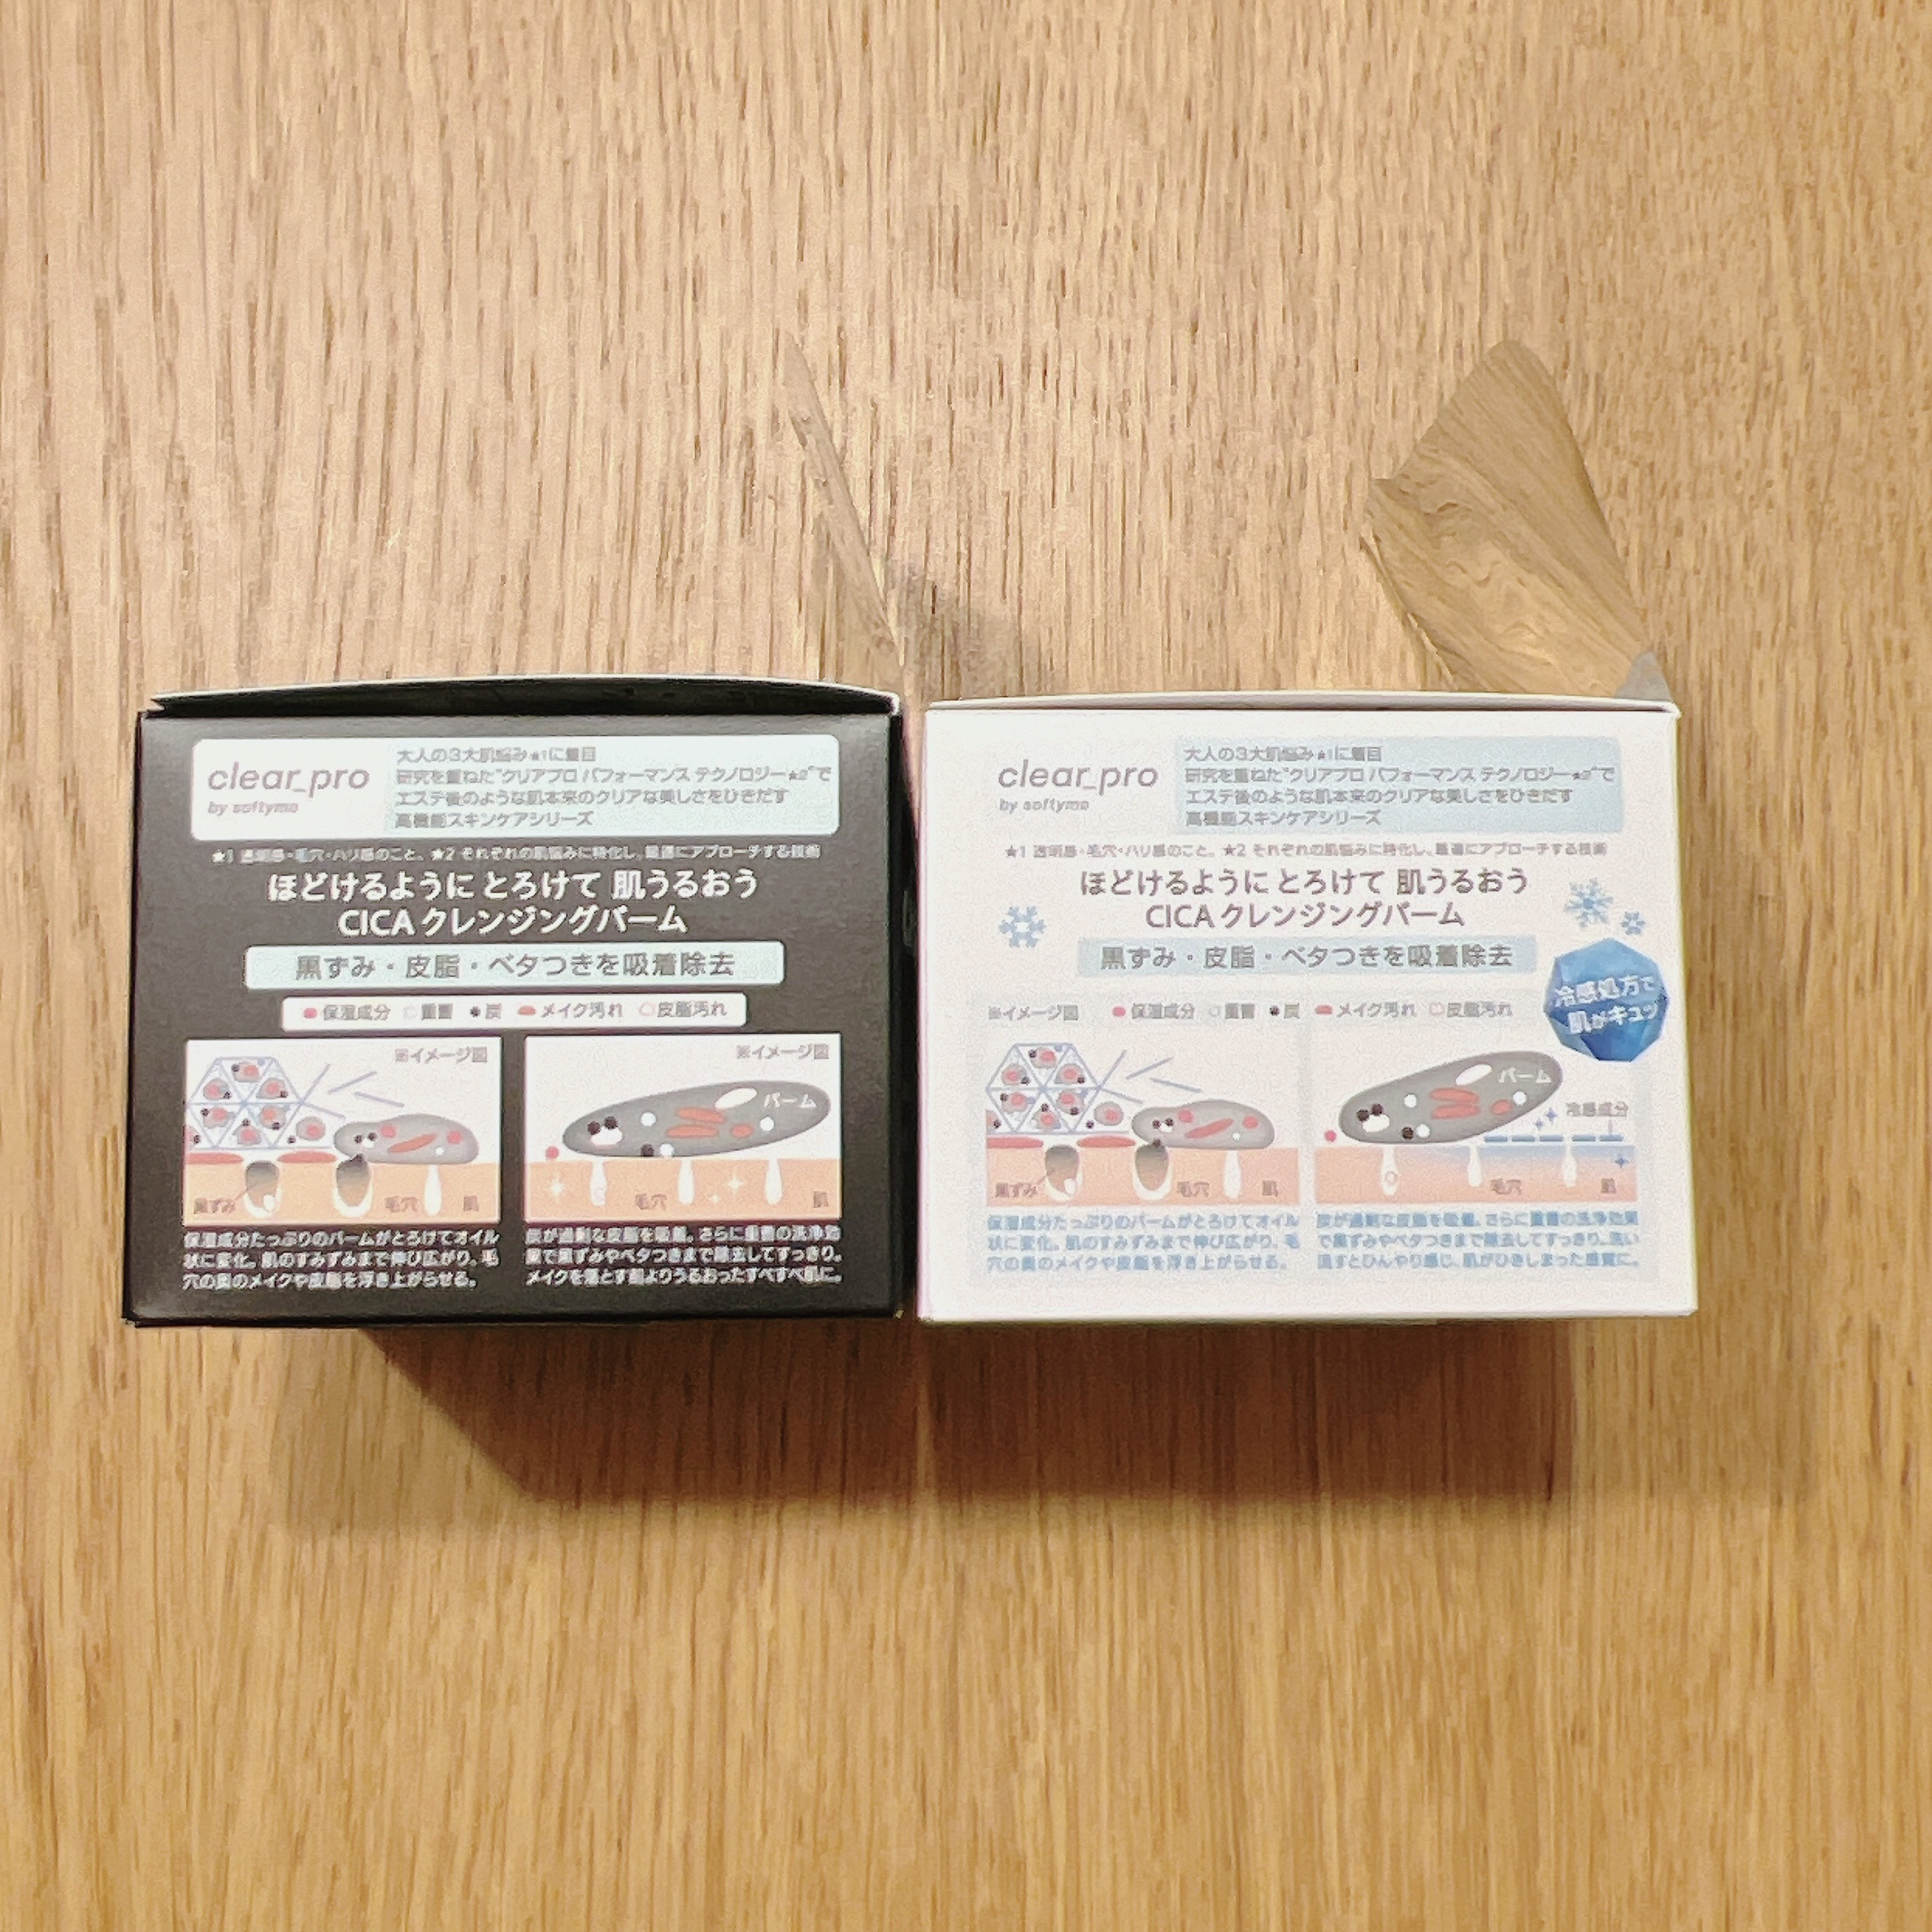 clear_pro
by softymo
大人の3大肌悩み★1に着目
研究を重ねた"クリアプロ パフォーマンス テクノロジー★2"で
エステ後のような肌本来のクリアな美しさをひきだす
高機能スキンケアシリーズ
★1 透明感・毛穴・ハリ感のこと。★2 それぞれの肌悩みに特化し、最適にアプローチする技術
ほどけるように とろけて 肌うるおう
CICA クレンジングバーム
黒ずみ・皮脂・ベタつきを吸着除去
保湿成分 重曹 炭 メイク汚れ 皮脂汚れ
※イメージ図
黒ずみ 毛穴 肌
保湿成分たっぷりのバームがとろけてオイル
状に変化。肌のすみずみまで伸び広がり、毛
穴の奥のメイクや皮脂を浮き上がらせる。
※イメージ図
バーム
毛穴 肌
炭が過剰な皮脂を吸着。さらに重曹の洗浄効
果で黒ずみやベタつきまで除去してすっきり。
メイクを落とす前よりうるおったすべすべ肌に。
clear_pro
by softymo
大人の3大肌悩み★1に着目
研究を重ねた"クリアプロ パフォーマンス テクノロジー★2"で
エステ後のような肌本来のクリアな美しさをひきだす
高機能スキンケアシリーズ
★1 透明感・毛穴・ハリ感のこと。★2 それぞれの肌悩みに特化し、最適にアプローチする技術
ほどけるように とろけて 肌うるおう
CICA クレンジングバーム
黒ずみ・皮脂・ベタつきを吸着除去
冷感処方で
肌がキュッ
※イメージ図 保湿成分 重曹 炭 メイク汚れ 皮脂汚れ
黒ずみ 毛穴 肌
保湿成分たっぷりのバームがとろけてオイル
状に変化。肌のすみずみまで伸び広がり、毛
穴の奥のメイクや皮脂を浮き上がらせる。
バーム
冷感成分
毛穴 肌
炭が過剰な皮脂を吸着。さらに重曹の洗浄効果
で黒ずみやベタつきまで除去してすっきり。洗い
流すとひんやり感じ、肌がひきしまった感覚に。